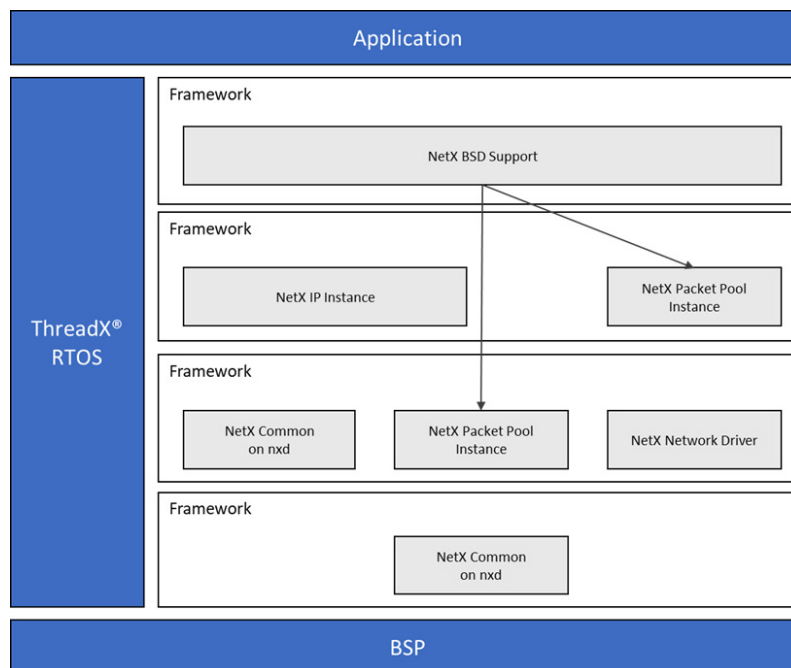 Application
ThreadX®
RTOS
Framework
NetX BSD Support
Framework
NetX IP Instance
NetX Packet Pool
Instance
Framework
NetX Common
on nxd
NetX Packet Pool
Instance
NetX Network Driver
Framework
NetX Common
on nxd
BSP